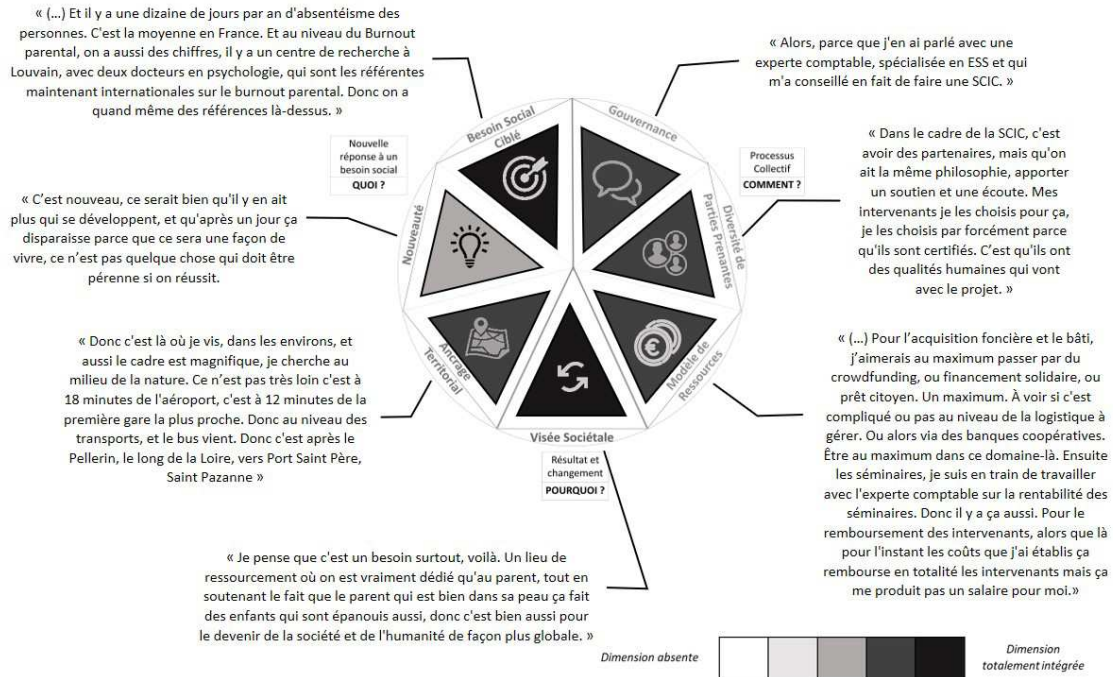 « (…) Et il y a une dizaine de jours par an d'absentéisme des
personnes. C'est la moyenne en France. Et au niveau du Burnout
parental, on a aussi des chiffres, il y a un centre de recherche à
Louvain, avec deux docteurs en psychologie, qui sont les référentes
maintenant internationales sur le burnout parental. Donc on a
quand même des références là-dessus. »
« Alors, parce que j'en ai parlé avec une
experte comptable, spécialisée en ESS et qui
m'a conseillé en fait de faire une SCIC. »
Besoin Social
Ciblé
Gouvernance
Nouvelle
réponse à un
besoin social
QUOI ?
Processus
Collectif
COMMENT ?
« Dans le cadre de la SCIC, c'est
avoir des partenaires, mais qu'on
ait la même philosophie, apporter
un soutien et une écoute. Mes
intervenants je les choisis pour ça,
je les choisis par forcément parce
qu'ils sont certifiés. C'est qu'ils ont
des qualités humaines qui vont
avec le projet. »
« C'est nouveau, ce serait bien qu'il y en ait
plus qui se développent, et qu'après un jour ça
disparaisse parce que ce sera une façon de
vivre, ce n'est pas quelque chose qui doit être
pérenne si on réussit.
Nouveauté
Diversité de
Parties Prenantes
« Donc c'est là où je vis, dans les environs, et
aussi le cadre est magnifique, je cherche au
milieu de la nature. Ce n'est pas très loin c'est à
18 minutes de l'aéroport, c'est à 12 minutes de la
première gare la plus proche. Donc au niveau des
transports, et le bus vient. Donc c'est après le
Pellerin, le long de la Loire, vers Port Saint Père,
Saint Pazanne »
Ancrage
Territorial
Modèle de
Ressources
« (…) Pour l'acquisition foncière et le bâti,
j'aimerais au maximum passer par du
crowdfunding, ou financement solidaire, ou
prêt citoyen. Un maximum. À voir si c'est
compliqué ou pas au niveau de la logistique à
gérer. Ou alors via des banques coopératives.
Être au maximum dans ce domaine-là. Ensuite
les séminaires, je suis en train de travailler
avec l'experte comptable sur la rentabilité des
séminaires. Donc il y a ça aussi. Pour le
remboursement des intervenants, alors que là
pour l'instant les coûts que j'ai établis ça
rembourse en totalité les intervenants mais ça
me produit pas un salaire pour moi.»
Visée Sociétale
Résultat et
changement
POURQUOI ?
« Je pense que c'est un besoin surtout, voilà. Un lieu de
ressourcement où on est vraiment dédié qu'au parent, tout en
soutenant le fait que le parent qui est bien dans sa peau ça fait
des enfants qui sont épanouis aussi, donc c'est bien aussi pour
le devenir de la société et de l'humanité de façon plus globale. »
Dimension absente
Dimension
totalement intégrée